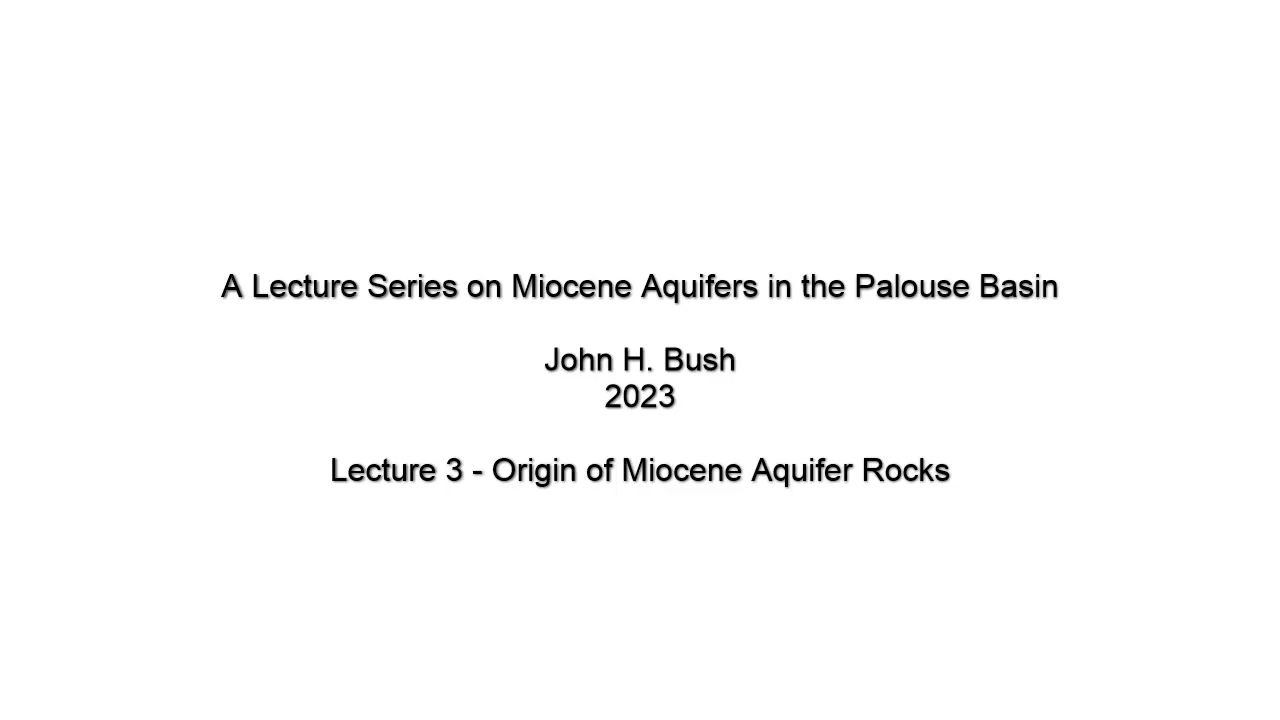 A Lecture Series on Miocene Aquifers in the Palouse Basin
John H. Bush
2023
Lecture 3 - Origin of Miocene Aquifer Rocks